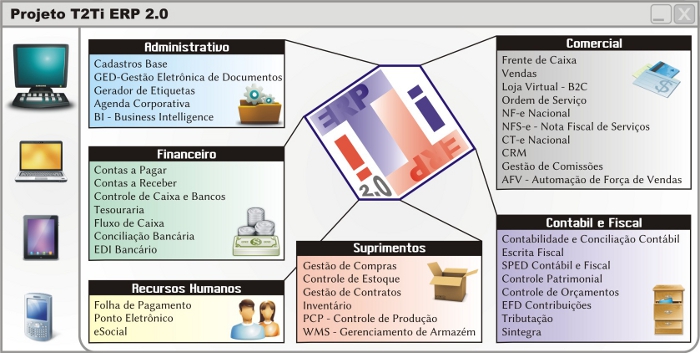 Projeto T2Ti ERP 2.0
Administrativo
Cadastros Base
GED-Gestão Eletrônica de Documentos
Gerador de Etiquetas
Agenda Corporativa
BI - Business Intelligence
Financeiro
Contas a Pagar
Contas a Receber
Controle de Caixa e Bancos
Tesouraria
Fluxo de Caixa
Conciliação Bancária
EDI Bancário
Recursos Humanos
Folha de Pagamento
Ponto Eletrônico
eSocial
ERP
2.0
ERP
Suprimentos
Gestão de Compras
Controle de Estoque
Gestão de Contratos
Inventário
PCP - Controle de Produção
WMS - Gerenciamento de Armazém
Comercial
Frente de Caixa
Vendas
Loja Virtual - B2C
Ordem de Serviço
NF-e Nacional
NFS-e - Nota Fiscal de Serviços
CT-e Nacional
CRM
Gestão de Comissões
AFV - Automação de Força de Vendas
Contabil e Fiscal
Contabilidade e Conciliação Contábil
Escrita Fiscal
SPED Contábil e Fiscal
Controle Patrimonial
Controle de Orçamentos
EFD Contribuições
Tributação
Sintegra